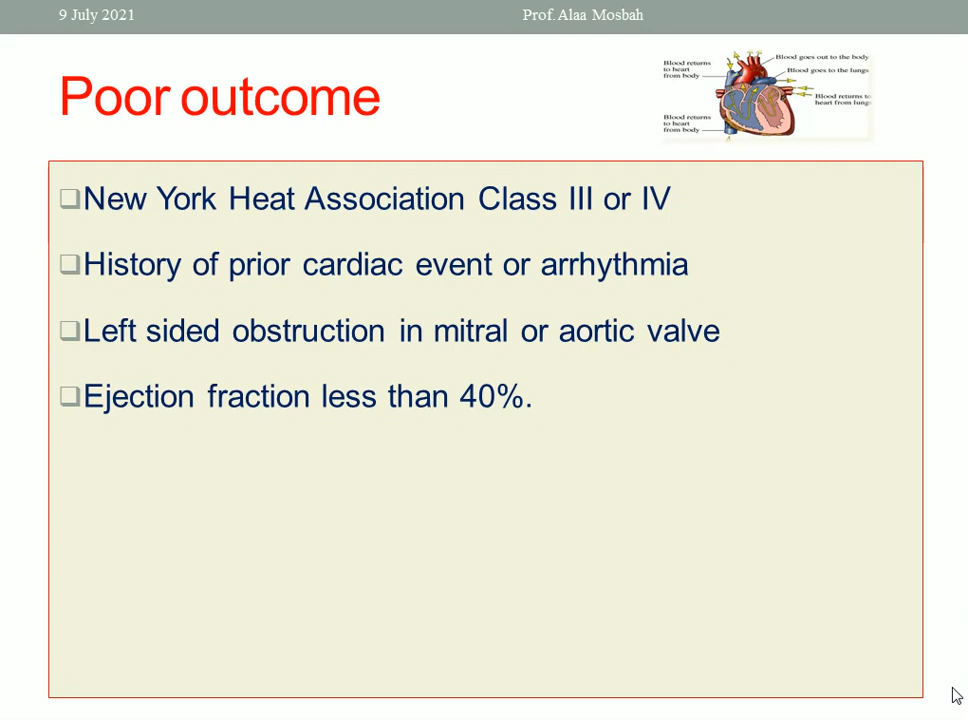 9 July 2021
Prof. Alaa Mosbah
Poor outcome
Blood returns
to heart
from body
Blood goes out to the body
Blood goes to the lungs
Blood returns to
heart from lungs
Blood returns
to heart
from body
New York Heat Association Class III or IV
History of prior cardiac event or arrhythmia
Left sided obstruction in mitral or aortic valve
Ejection fraction less than 40%.